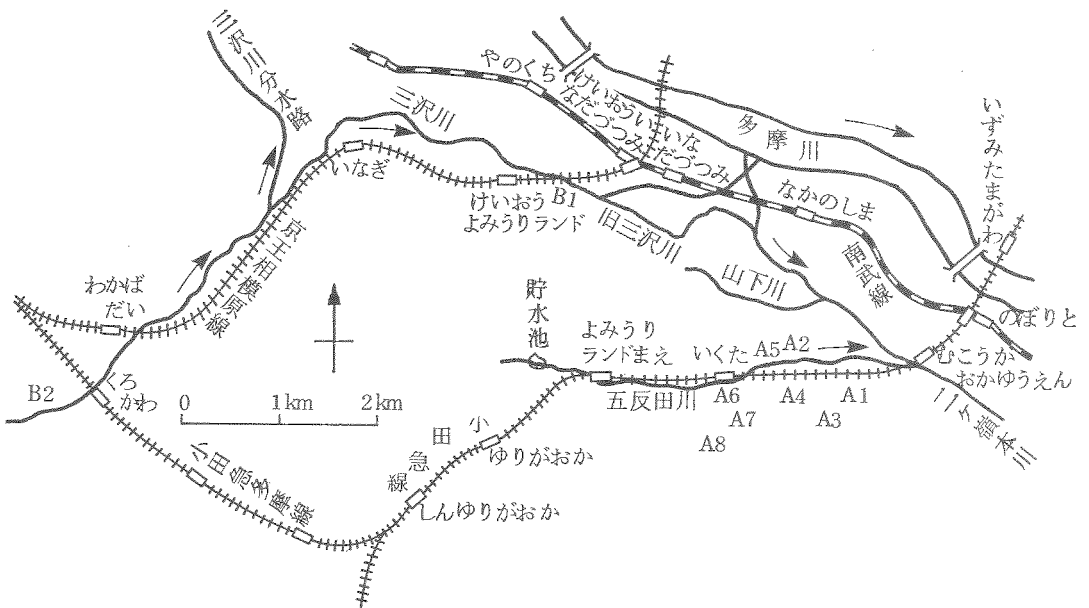 三沢川分水路
やのくち
けいおういな
なだづつみ
いな
だづつみ
三沢川
多摩川
いずみたまがわ
いなぎ
けいおう
よみうりランド
B1
旧三沢川
なかのしま
南武線
京王相模原線
わかば
だい
山下川
貯水池
のぼりと
よみうり
ランドまえ
いくた
A5
A2
むこうが
おかゆうえん
B2
くろ
かわ
0
1km
2km
五反田川
A6
A4
A1
A7
A3
A8
二ヶ領本川
小田急線
ゆりがおか
しんゆりがおか
小田急多摩線